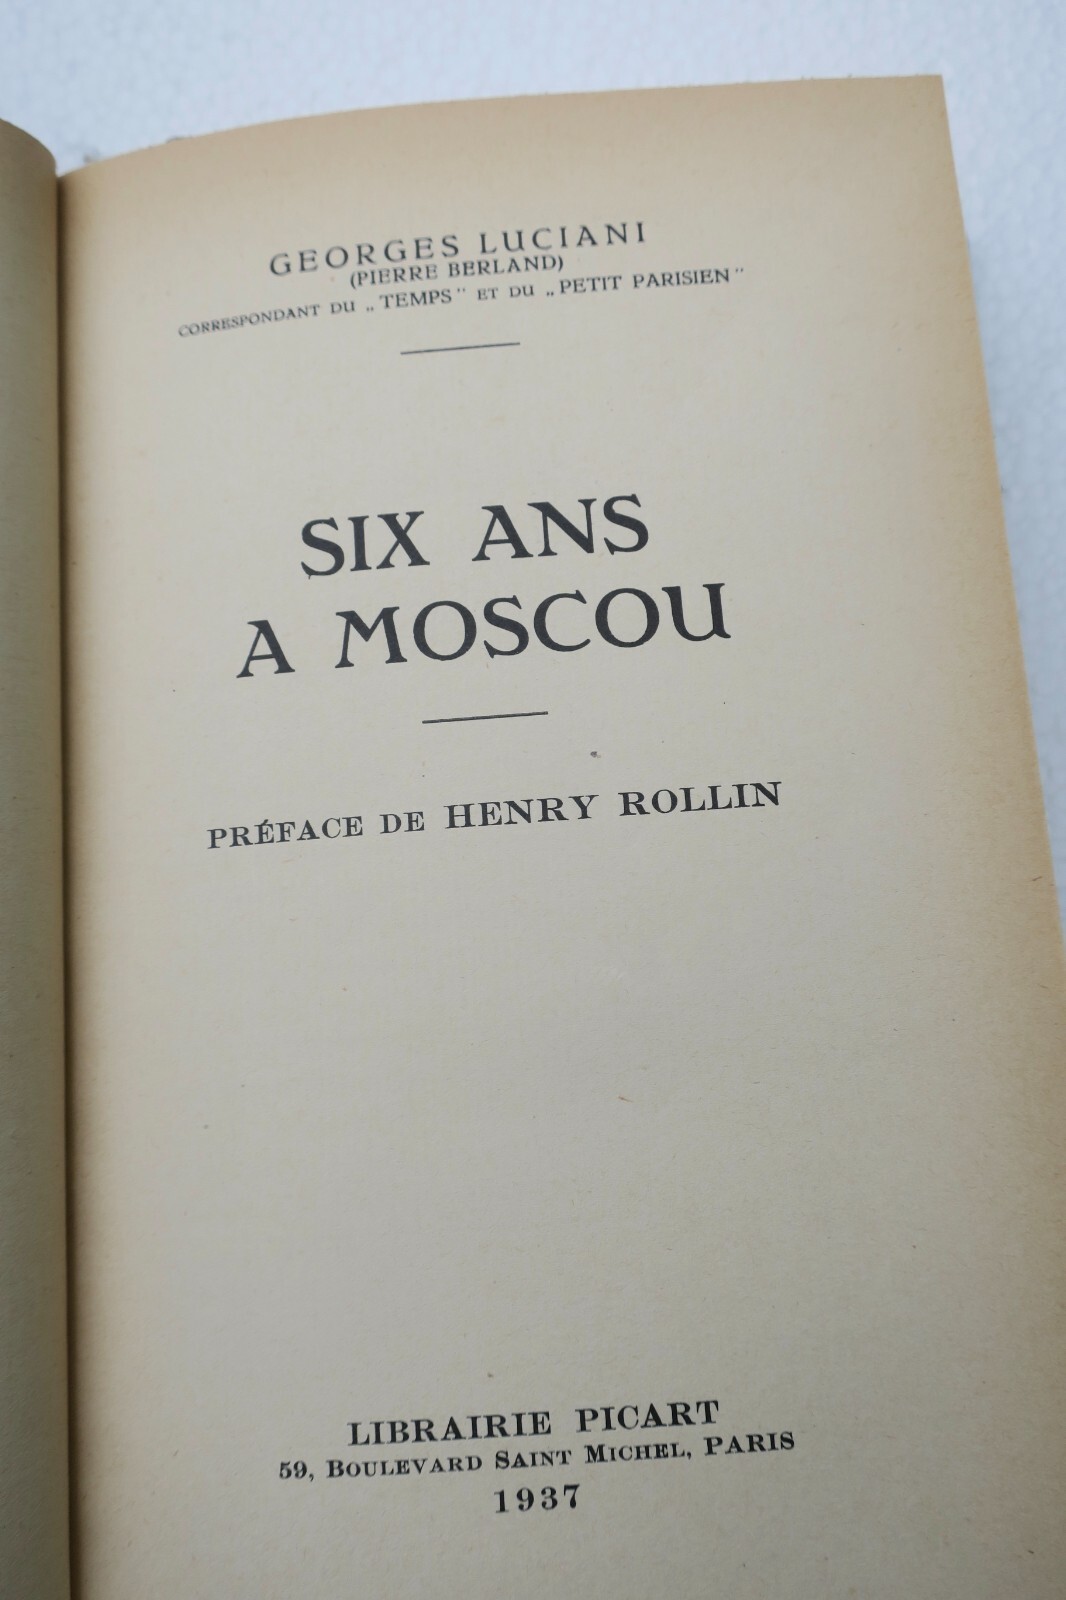 GEORGES LUCIANI
(PIERRE BERLAND)
CORRESPONDANT DU „TEMPS" ET DU „PETIT PARISIEN"
SIX ANS
A MOSCOU
PRÉFACE DE HENRY ROLLIN
LIBRAIRIE PICART
59, BOULEVARD SAINT MICHEL, PARIS
1937